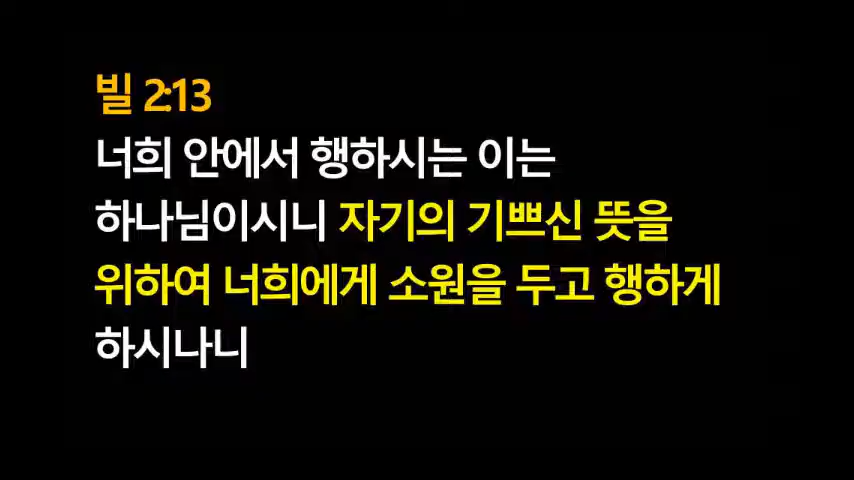 빌 2:13
너희 안에서 행하시는 이는
하나님이시니 자기의 기쁘신 뜻을
위하여 너희에게 소원을 두고 행하게
하시나니